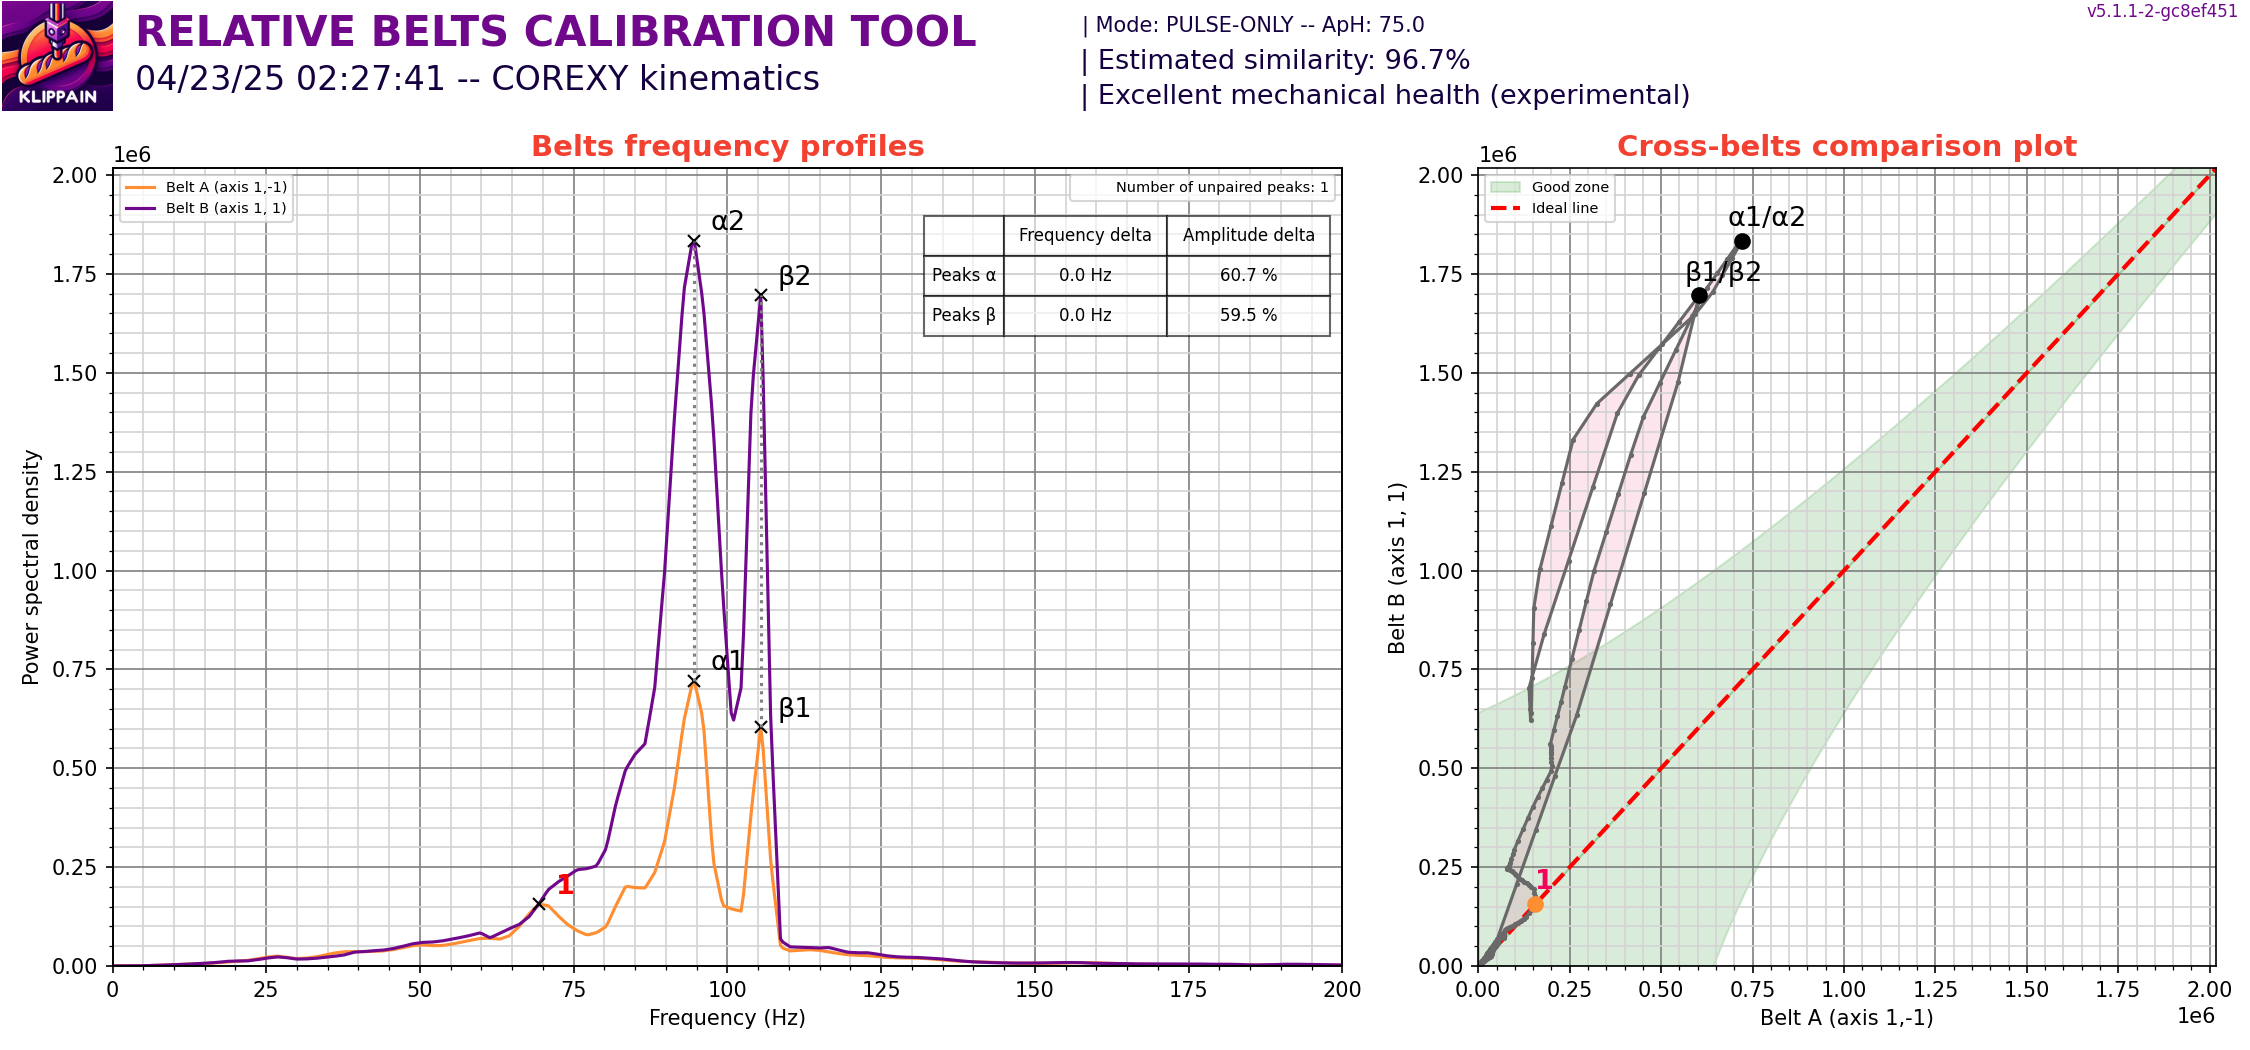 KLIPPAIN
RELATIVE BELTS CALIBRATION TOOL
04/23/25 02:27:41 -- COREXY kinematics
| Mode: PULSE-ONLY -- ApH: 75.0
| Estimated similarity: 96.7%
| Excellent mechanical health (experimental)
v5.1.1-2-gc8ef451
Belts frequency profiles
1e6
Belt A (axis 1,-1)
Belt B (axis 1, 1)
Number of unpaired peaks: 1
Frequency delta Amplitude delta
Peaks α 0.0 Hz 60.7 %
Peaks β 0.0 Hz 59.5 %
α2
β2
α1
β1
1
2.00
1.75
1.50
1.25
1.00
0.75
0.50
0.25
0.00
Power spectral density
0 25 50 75 100 125 150 175 200
Frequency (Hz)
Cross-belts comparison plot
1e6
Good zone
Ideal line
α1/α2
β1/β2
1
2.00
1.75
1.50
1.25
1.00
0.75
0.50
0.25
0.00
Belt B (axis 1, 1)
0.00 0.25 0.50 0.75 1.00 1.25 1.50 1.75 2.00
Belt A (axis 1,-1)
1e6